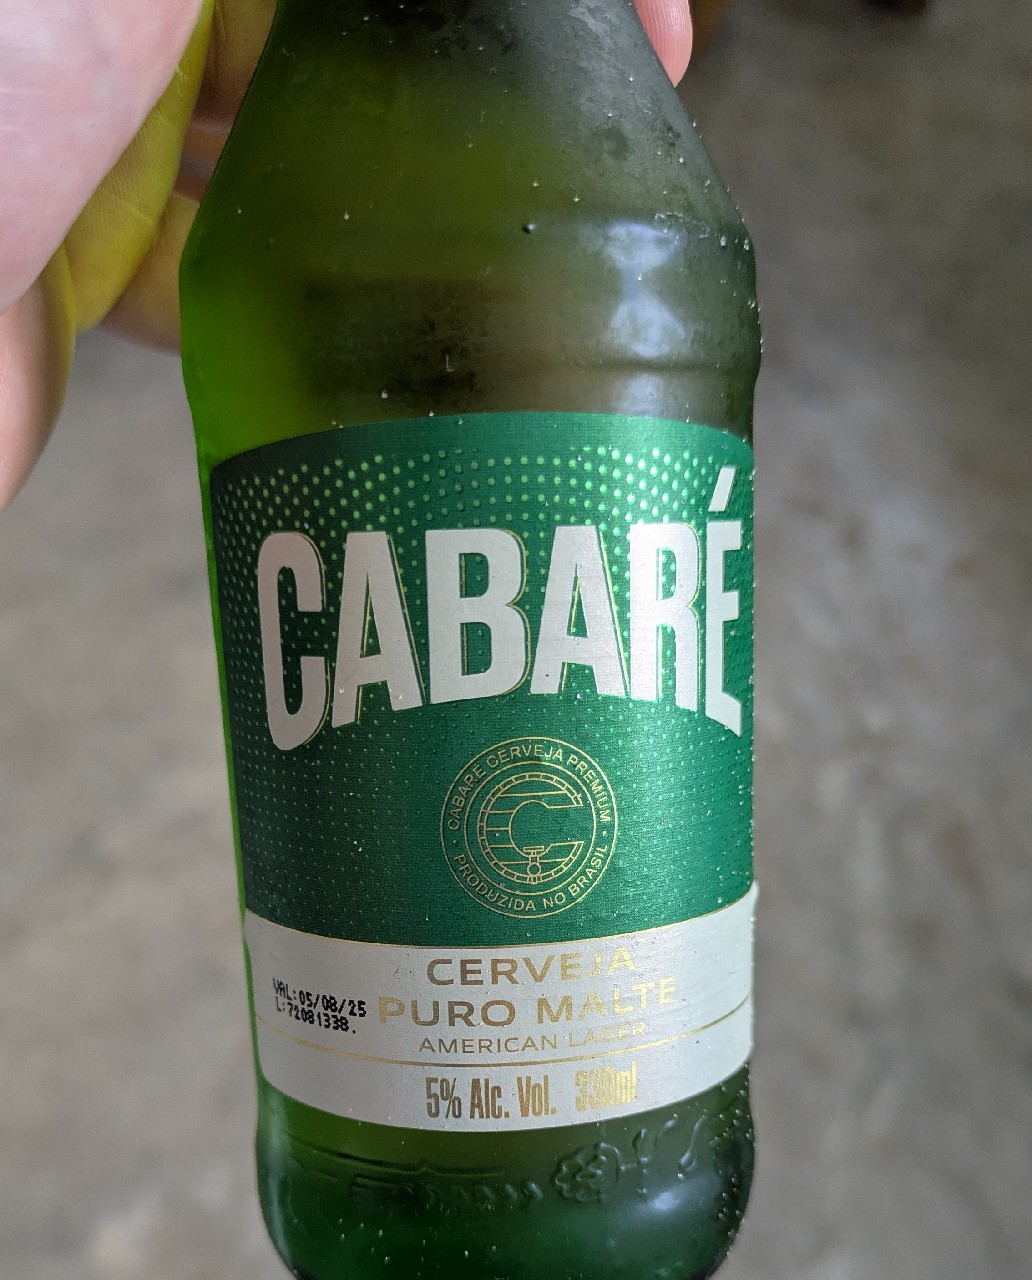 CABARÉ
CABARÉ CERVEJA PREMIUM
PRODUZIDA NO BRASIL
CERVEJA
PURO MALTE
AMERICAN LAGER
5% Alc. Vol. 330ml
VAL:05/08/25
L:72081338.